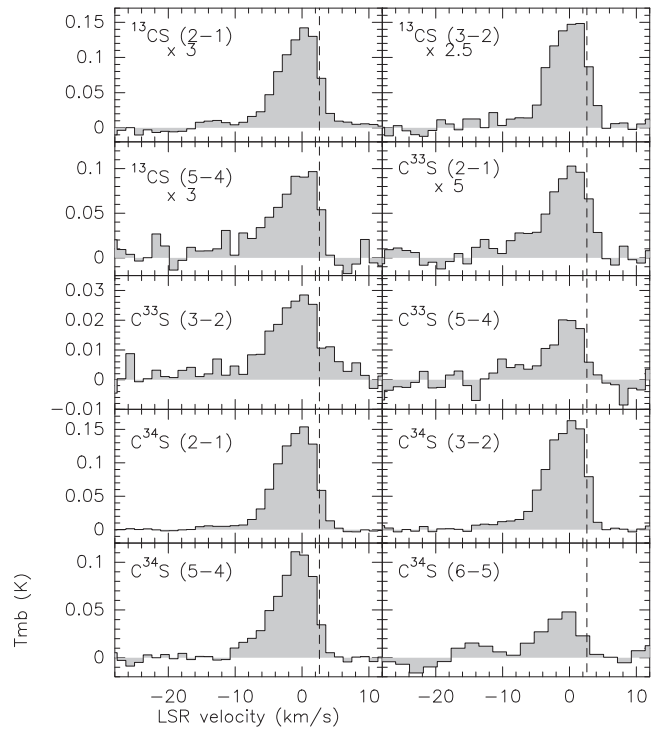 ¹³CS (2−1)
x 3
¹³CS (3−2)
x 2.5
0.15
0.1
0.05
0
¹³CS (5−4)
x 3
C³³S (2−1)
x 5
0.1
0.05
0
C³³S (3−2)
C³³S (5−4)
0.03
0.02
0.01
0
−0.01
C³⁴S (2−1)
C³⁴S (3−2)
0.15
0.1
0.05
0
C³⁴S (5−4)
C³⁴S (6−5)
0.1
0.05
0
Tmb (K)
−20 −10 0 10 −20 −10 0 10
LSR velocity (km/s)